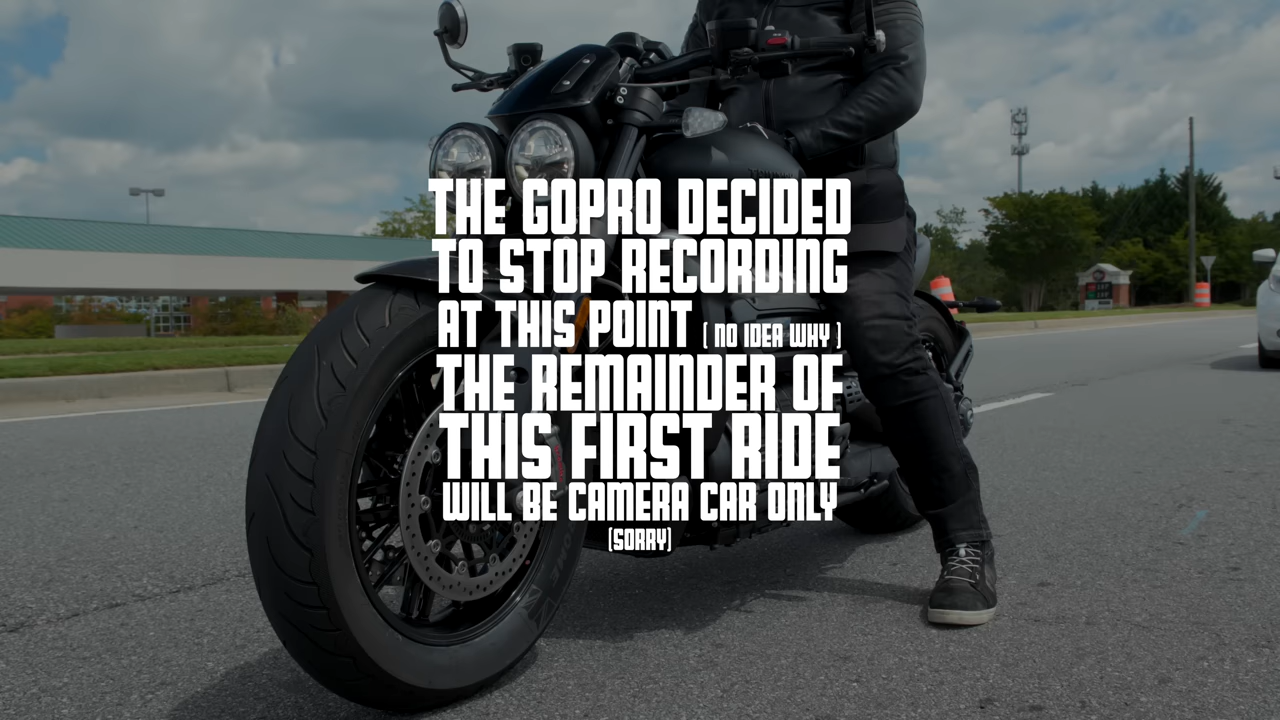 THE GOPRO DECIDED
TO STOP RECORDING
AT THIS POINT ( NO IDEA WHY )
THE REMAINDER OF
THIS FIRST RIDE
WILL BE CAMERA CAR ONLY
(SORRY)